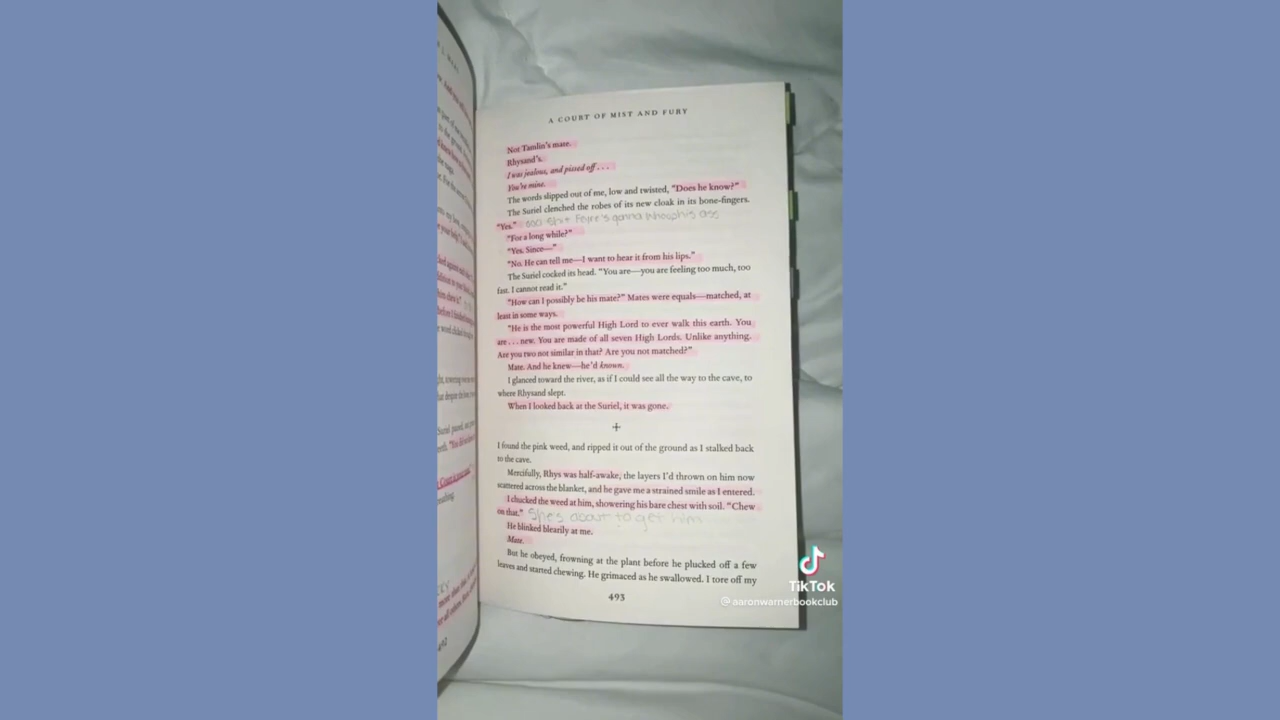 A COURT OF MIST AND FURY
Not Tamlin's mate.
Rhysand's.
I was jealous, and pissed off . . .
You're mine.
The words slipped out of me, low and twisted, "Does he know?"
The Suriel clenched the robes of its new cloak in its bone-fingers.
"Yes." ooo shit Feyre's gonna whoop his ass
"For a long while?"
"Yes. Since—"
"No. He can tell me—I want to hear it from his lips."
The Suriel cocked its head. "You are—you are feeling too much, too
fast. I cannot read it."
"How can I possibly be his mate?" Mates were equals—matched, at
least in some ways.
"He is the most powerful High Lord to ever walk this earth. You
are . . . new. You are made of all seven High Lords. Unlike anything.
Are you two not similar in that? Are you not matched?"
Mate. And he knew—he'd known.
I glanced toward the river, as if I could see all the way to the cave, to
where Rhysand slept.
When I looked back at the Suriel, it was gone.
+
I found the pink weed, and ripped it out of the ground as I stalked back
to the cave.
Mercifully, Rhys was half-awake, the layers I'd thrown on him now
scattered across the blanket, and he gave me a strained smile as I entered.
I chucked the weed at him, showering his bare chest with soil. "Chew
on that." She's about to get him
He blinked blearily at me.
Mate.
But he obeyed, frowning at the plant before he plucked off a few
leaves and started chewing. He grimaced as he swallowed. I tore off my
493
TikTok
@aaronwarnerbookclub